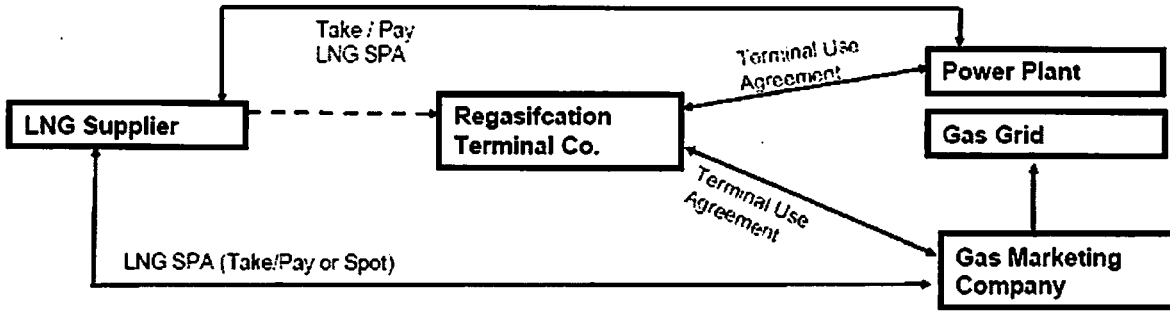 Take / Pay
LNG SPA
Terminal Use
Agreement
Power Plant
LNG Supplier
Regasifcation
Terminal Co.
Gas Grid
Terminal Use
Agreement
LNG SPA (Take/Pay or Spot)
Gas Marketing
Company